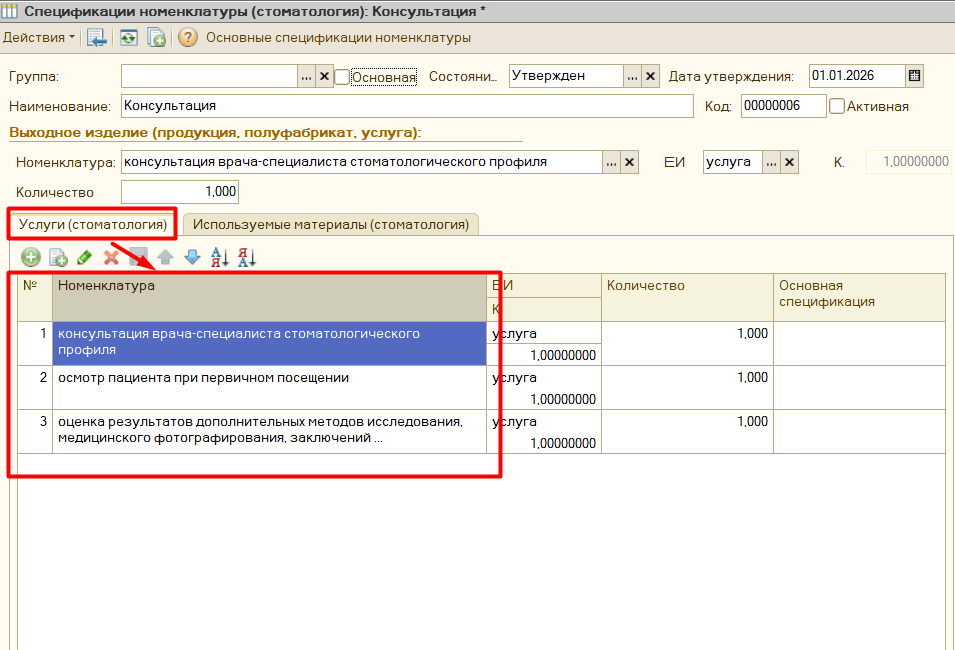 Спецификации номенклатуры (стоматология): Консультация *
Действия
? Основные спецификации номенклатуры
Группа: ... × Основная Состояни... Утвержден ... × Дата утверждения: 01.01.2026
Наименование: Консультация Код: 00000006 Активная
Выходное изделие (продукция, полуфабрикат, услуга):
Номенклатура: консультация врача-специалиста стоматологического профиля ... × ЕИ услуга ... × К. 1,00000000
Количество 1,000
Услуги (стоматология) Используемые материалы (стоматология)
А Я Я А
№ Номенклатура ЕИ Количество Основная
спецификация
К
1 консультация врача-специалиста стоматологического
профиля
услуга 1,000
1,00000000
2 осмотр пациента при первичном посещении услуга 1,000
1,00000000
3 оценка результатов дополнительных методов исследования,
медицинского фотографирования, заключений ...
услуга 1,000
1,00000000